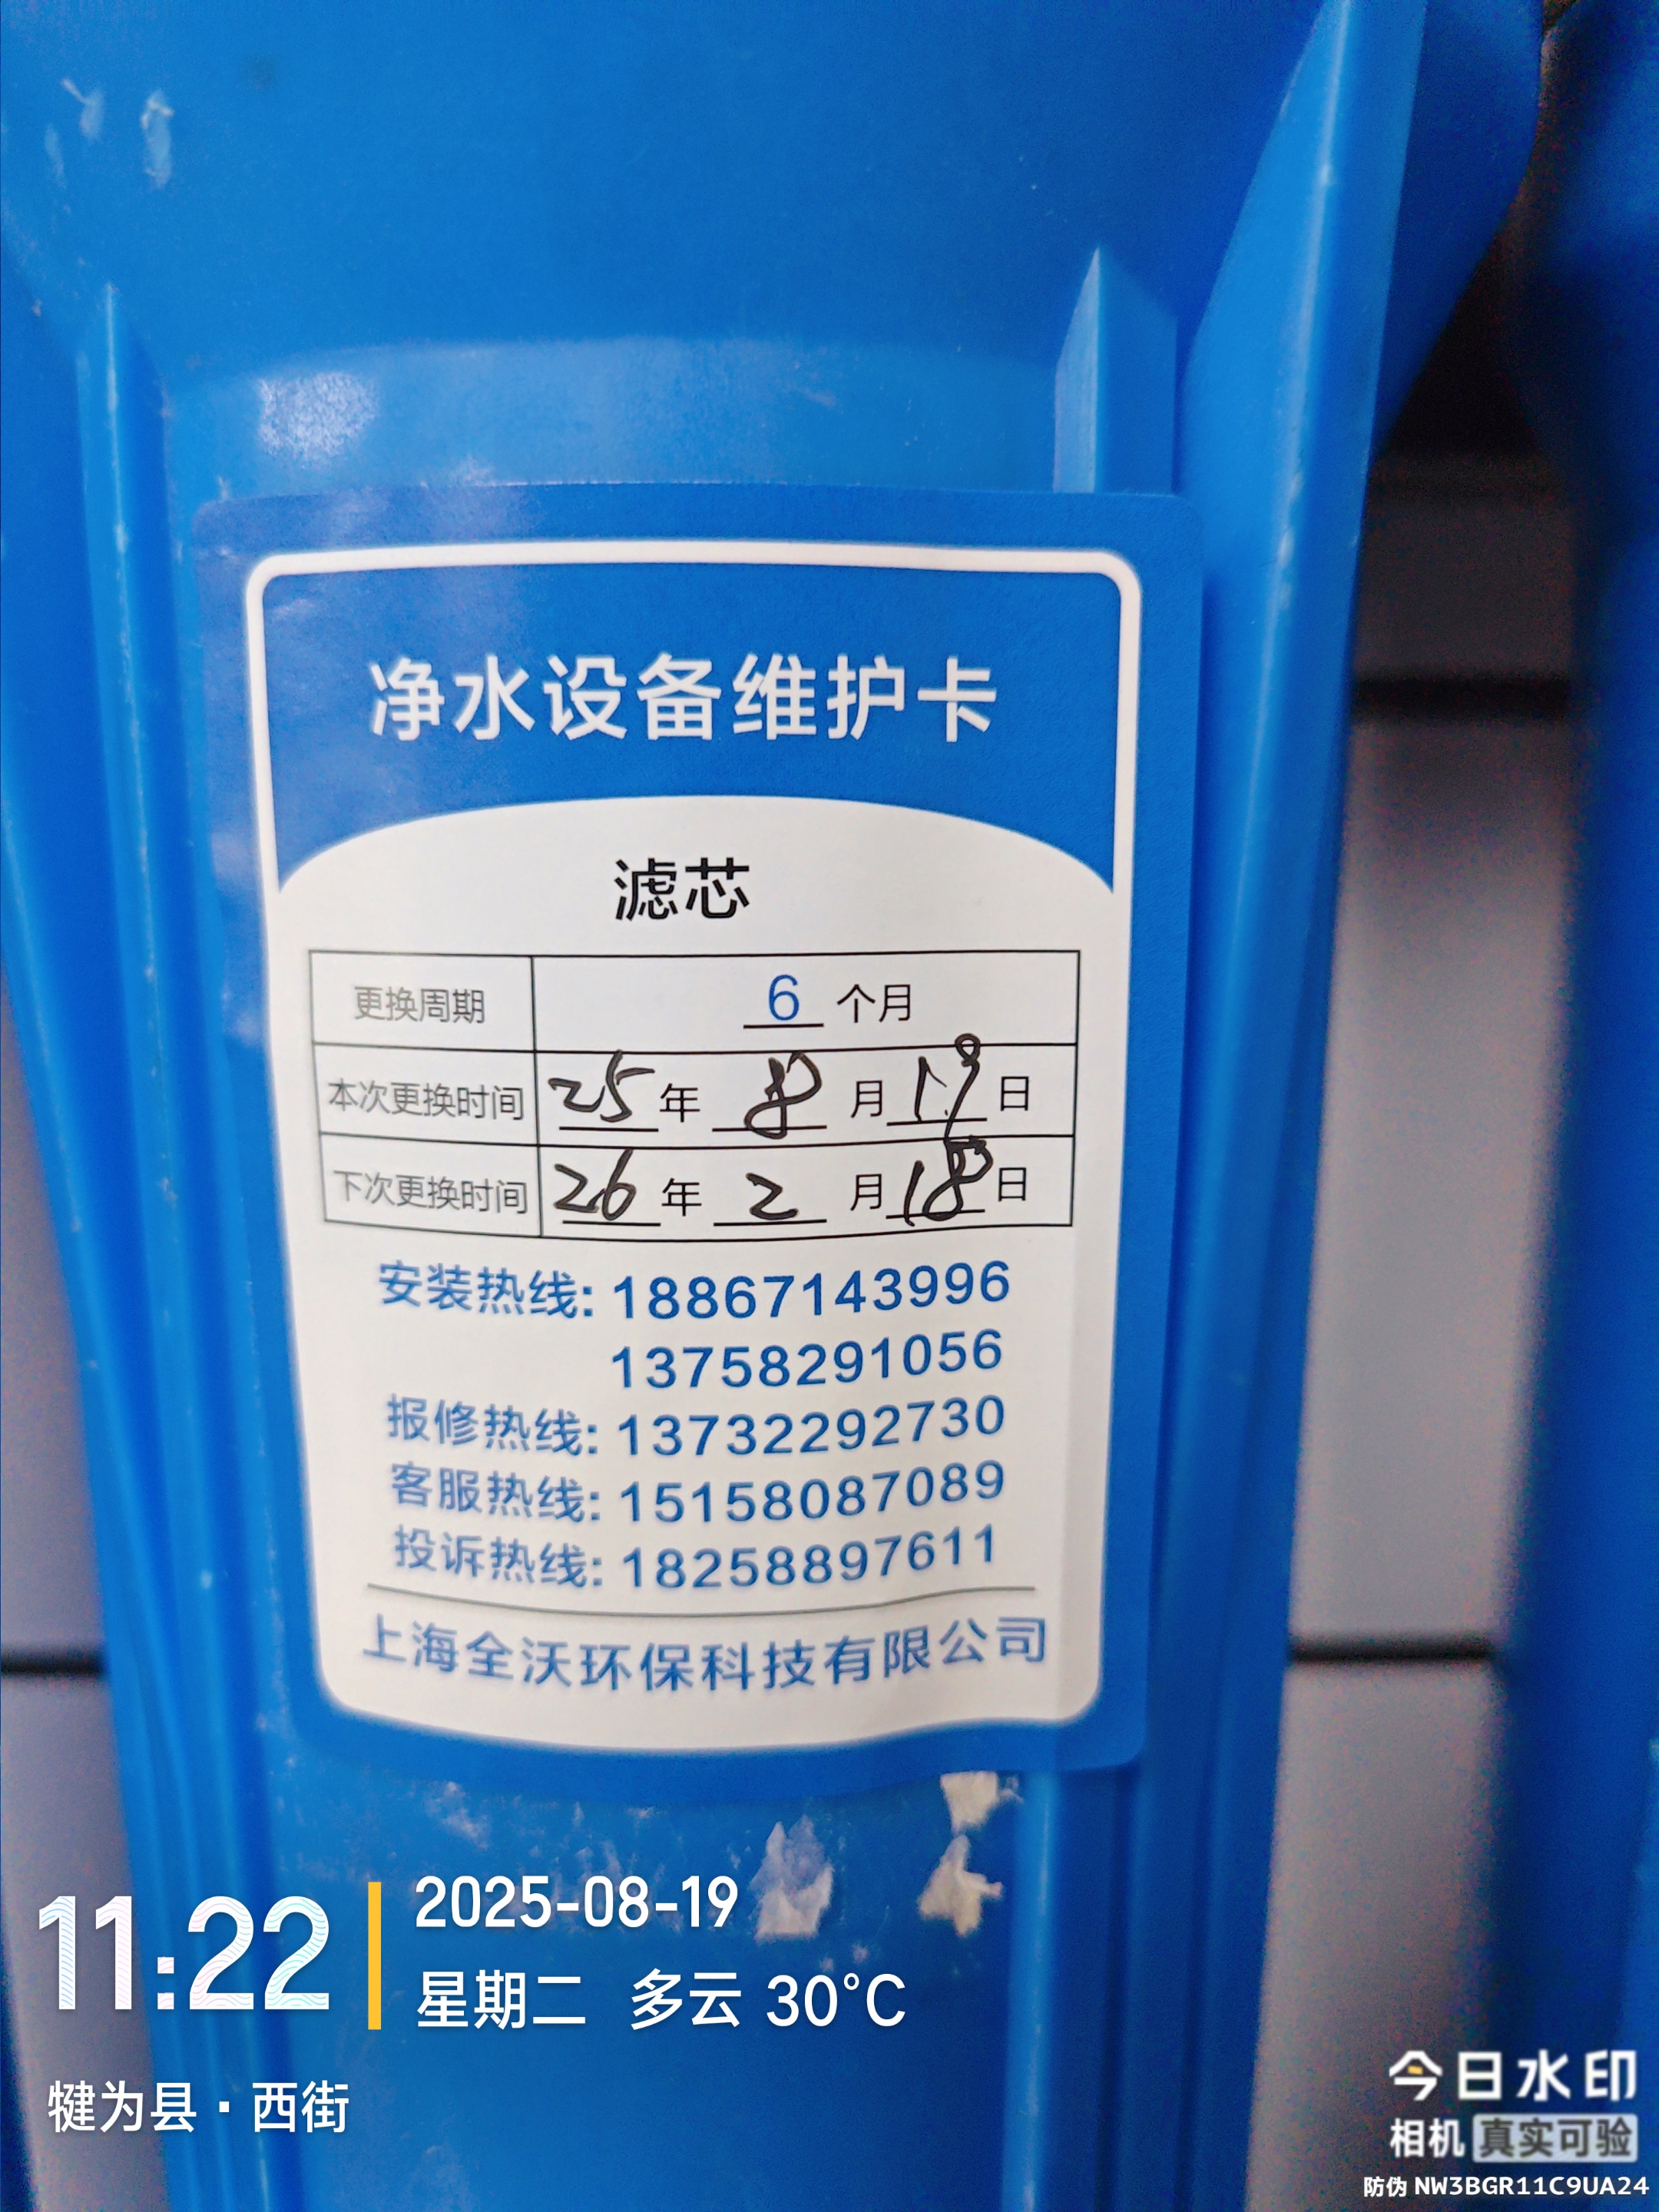 净水设备维护卡
滤芯
更换周期 6 个月
本次更换时间 25 年 8 月 19 日
下次更换时间 26 年 2 月 18 日
安装热线: 18867143996
13758291056
报修热线: 13732292730
客服热线: 15158087089
投诉热线: 18258897611
上海全沃环保科技有限公司
11:22
2025-08-19
星期二 多云 30°C
犍为县·西街
今日水印
相机 真实可验
防伪 NW3BGR11C9UA24